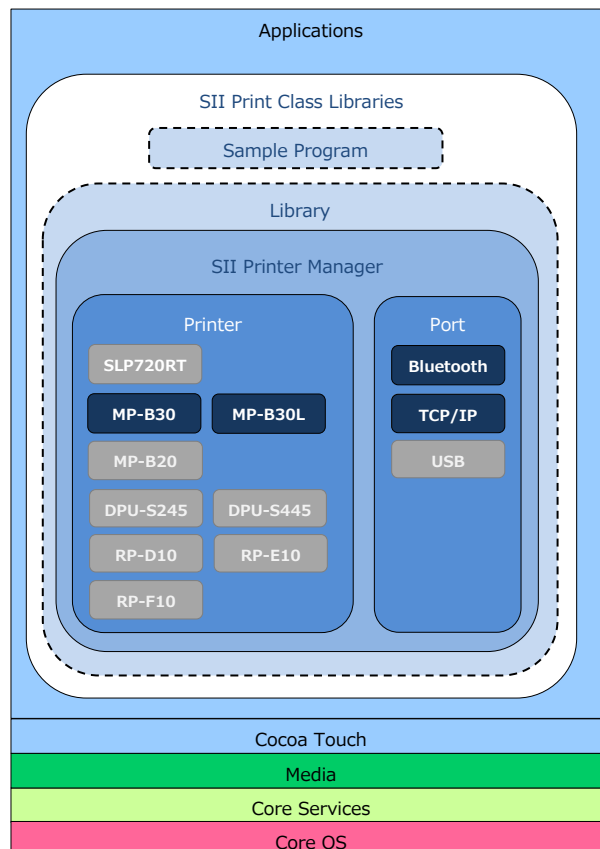 Applications
SII Print Class Libraries
Sample Program
Library
SII Printer Manager
Printer
SLP720RT
MP-B30
MP-B30L
MP-B20
DPU-S245
DPU-S445
RP-D10
RP-E10
RP-F10
Port
Bluetooth
TCP/IP
USB
Cocoa Touch
Media
Core Services
Core OS